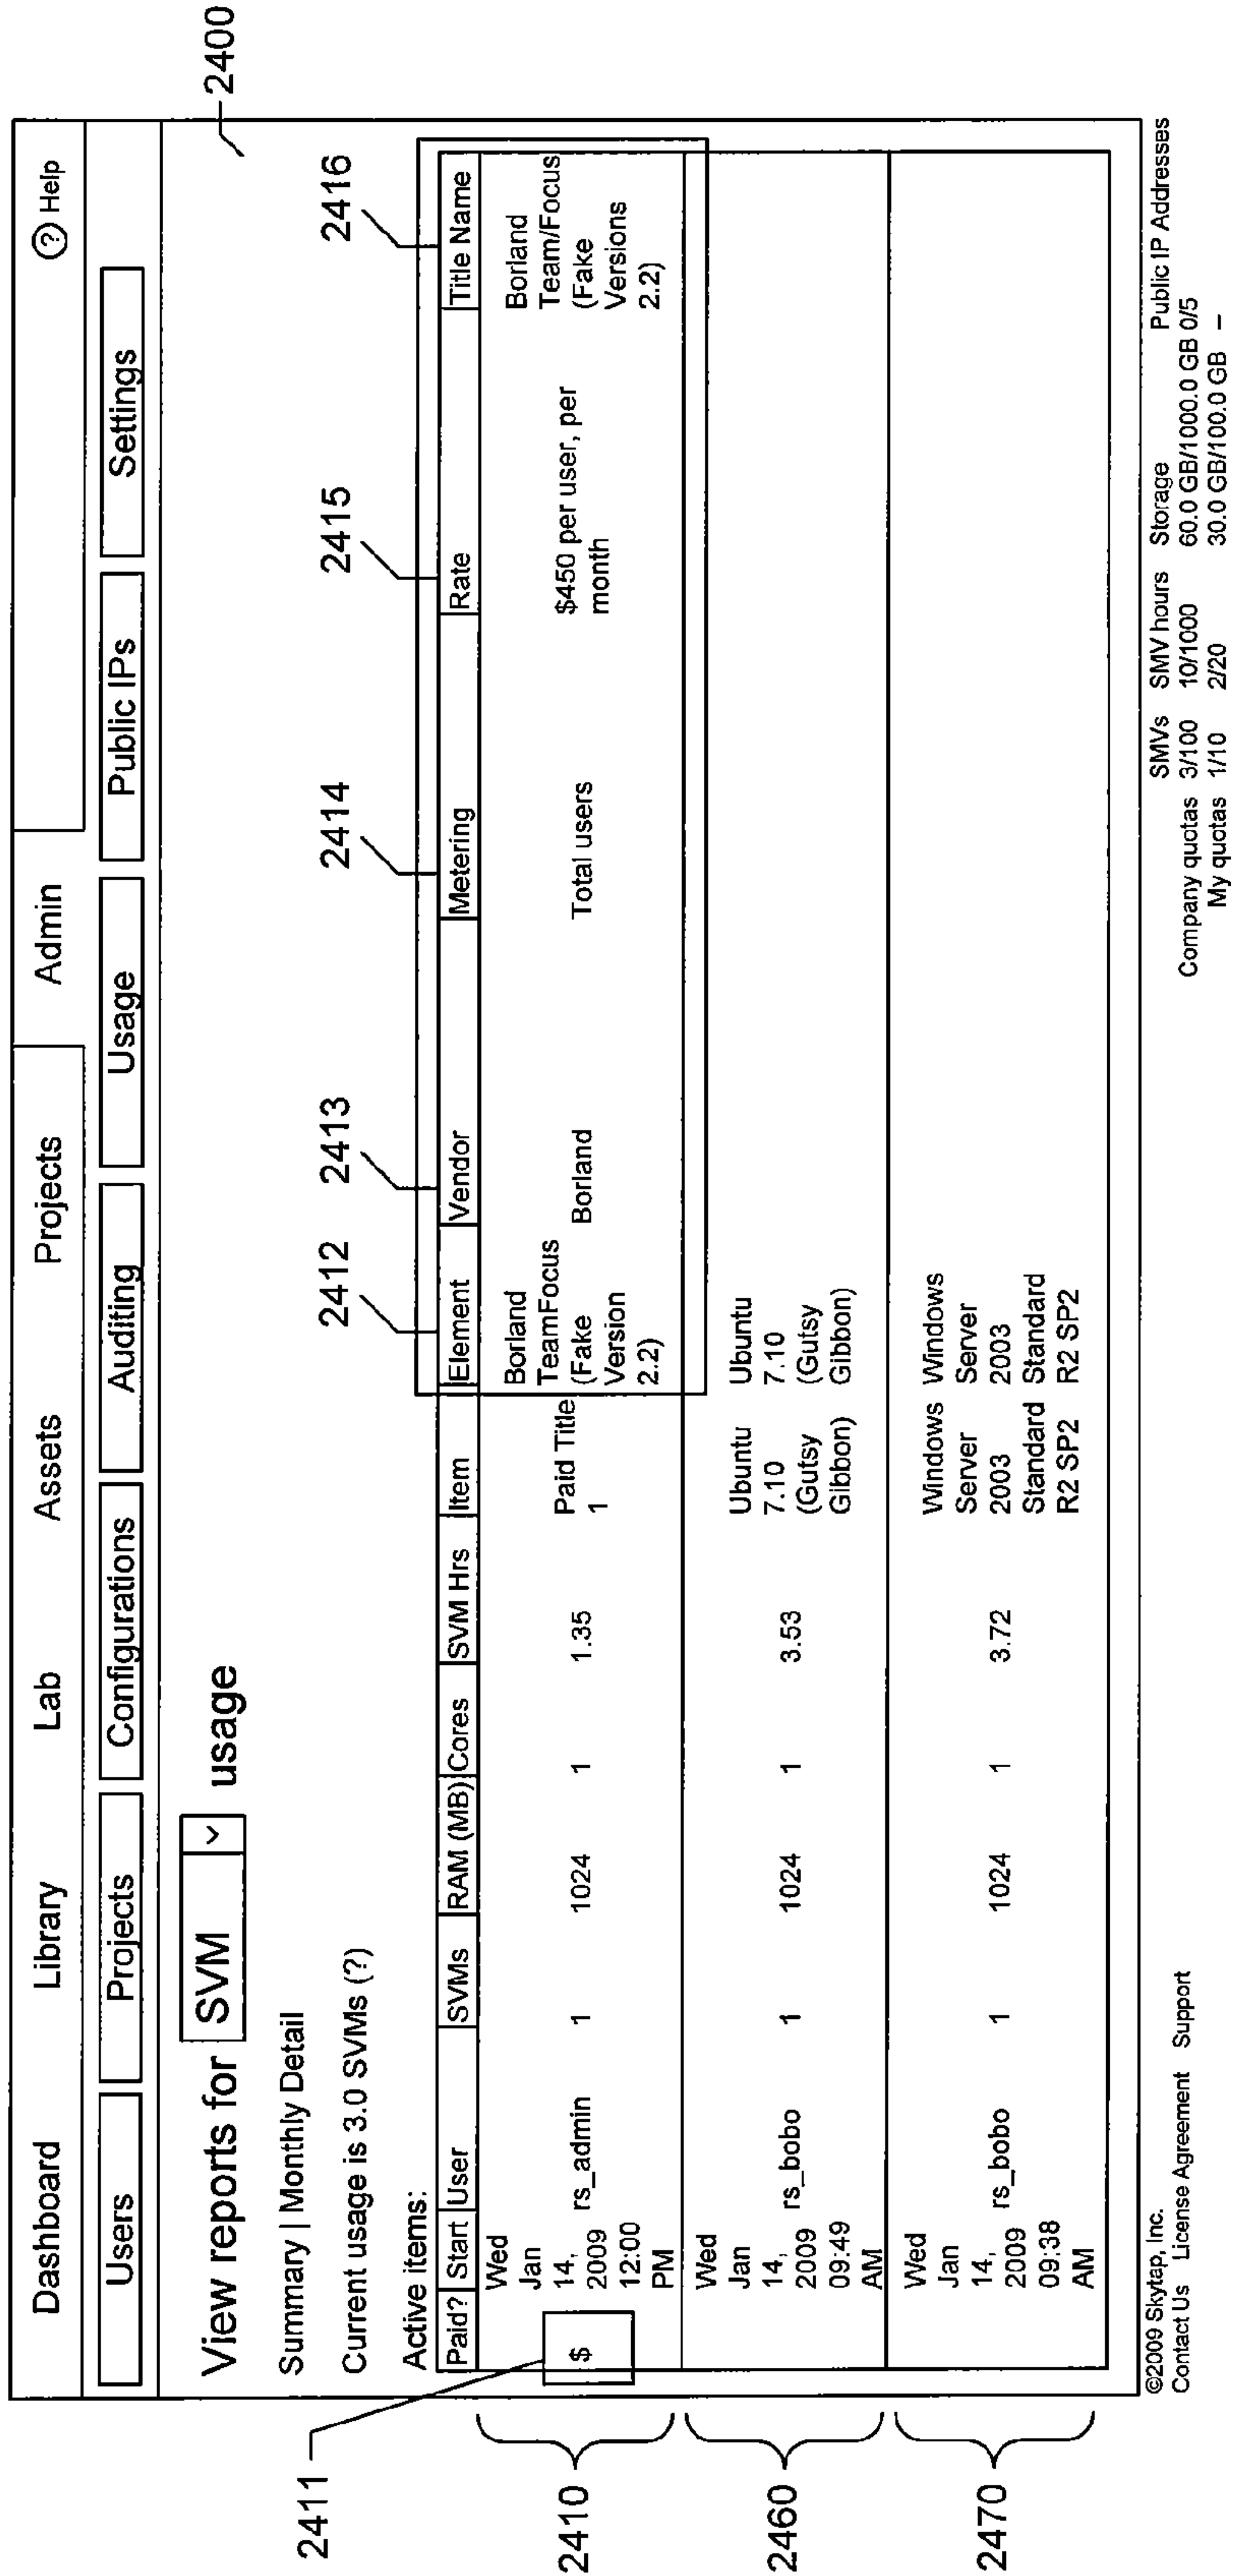 Dashboard Library Lab Assets Projects Admin (?) Help
Users Projects Configurations Auditing Usage Public IPs Settings
2400
View reports for SVM usage
Summary | Monthly Detail
Current usage is 3.0 SVMs (?)
Active items:
2411
2412
2413
2414
2415
2416
Paid? Start User SVMs RAM (MB) Cores SVM Hrs Item Element Vendor Metering Rate Title Name
2410
$
Wed
Jan
14,
2009
12:00
PM
rs_admin
1
1024
1
1.35
Paid Title
1
Borland
TeamFocus
(Fake
Version
2.2)
Borland
Total users
$450 per user, per
month
Borland
Team/Focus
(Fake
Versions
2.2)
2460
Wed
Jan
14,
2009
09:49
AM
rs_bobo
1
1024
1
3.53
Ubuntu
7.10
(Gutsy
Gibbon)
Ubuntu
7.10
(Gutsy
Gibbon)
2470
Wed
Jan
14,
2009
09:38
AM
rs_bobo
1
1024
1
3.72
Windows
Server
2003
Standard
R2 SP2
Windows
Server
2003
Standard
R2 SP2
©2009 Skytap, Inc.
Contact Us License Agreement Support
SMVs SMV hours Storage Public IP Addresses
Company quotas 3/100 10/1000 60.0 GB/1000.0 GB 0/5
My quotas 1/10 2/20 30.0 GB/100.0 GB –